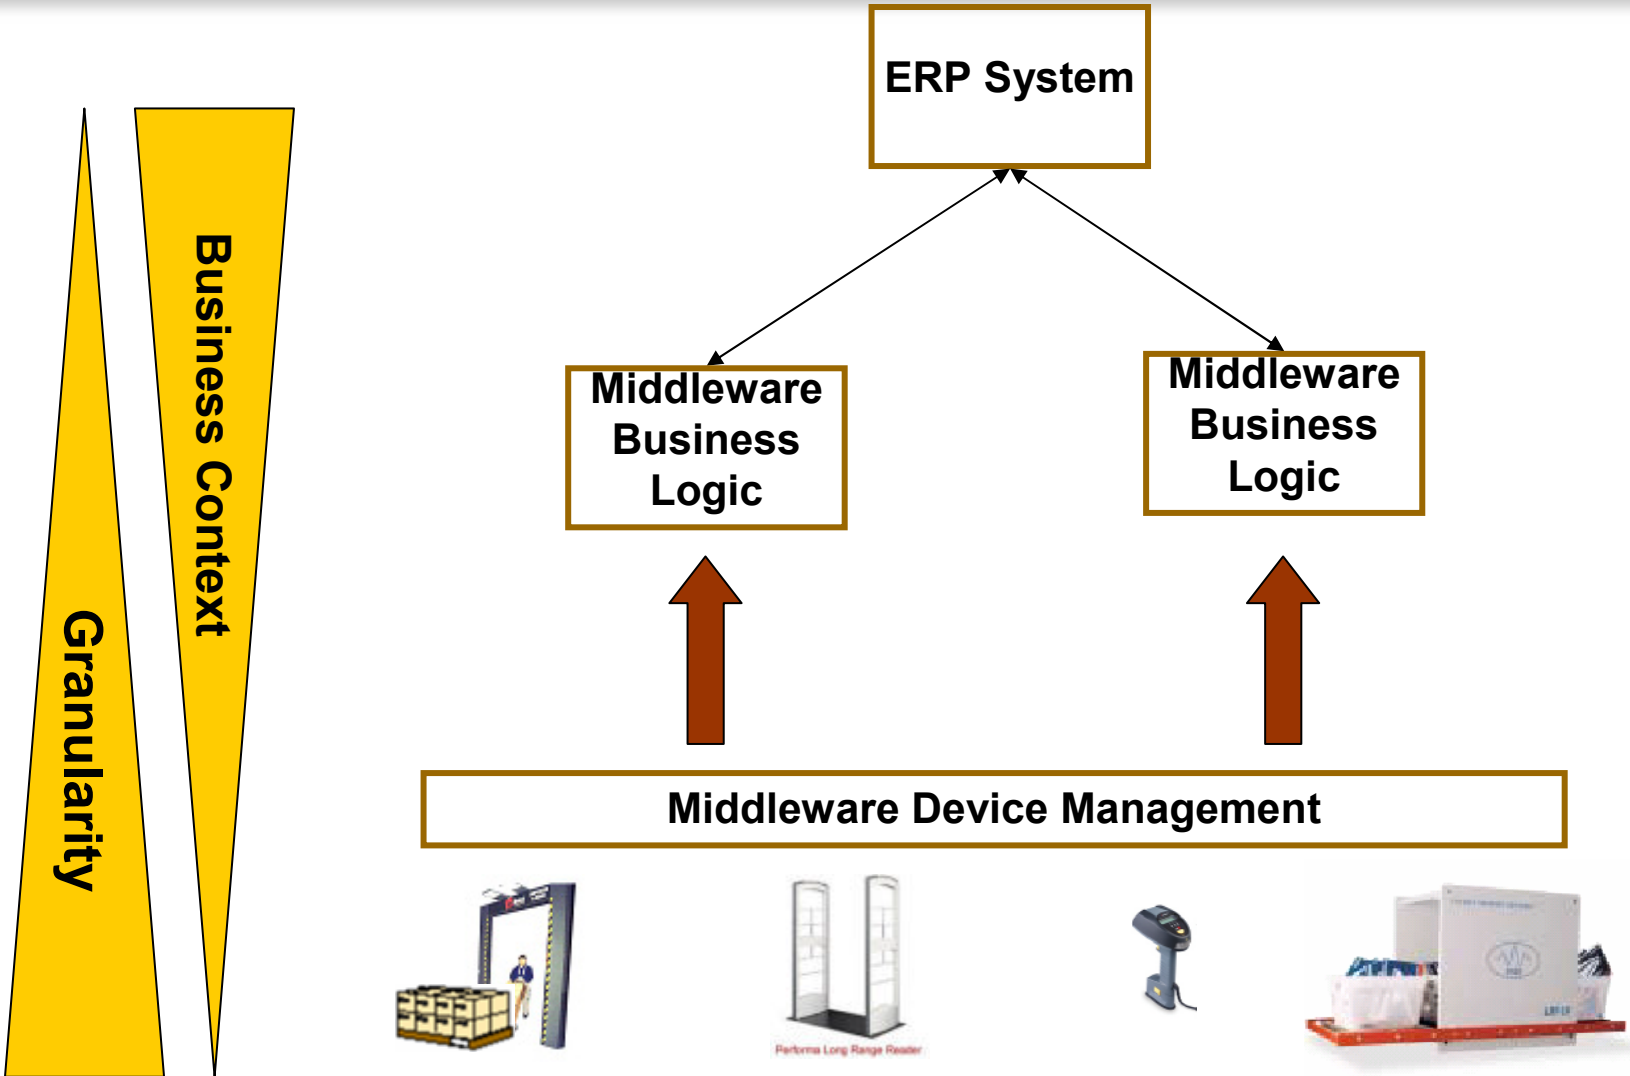 ERP System
Business Context
Granularity
Middleware
Business
Logic
Middleware
Business
Logic
Middleware Device Management
Performa Long Range Reader